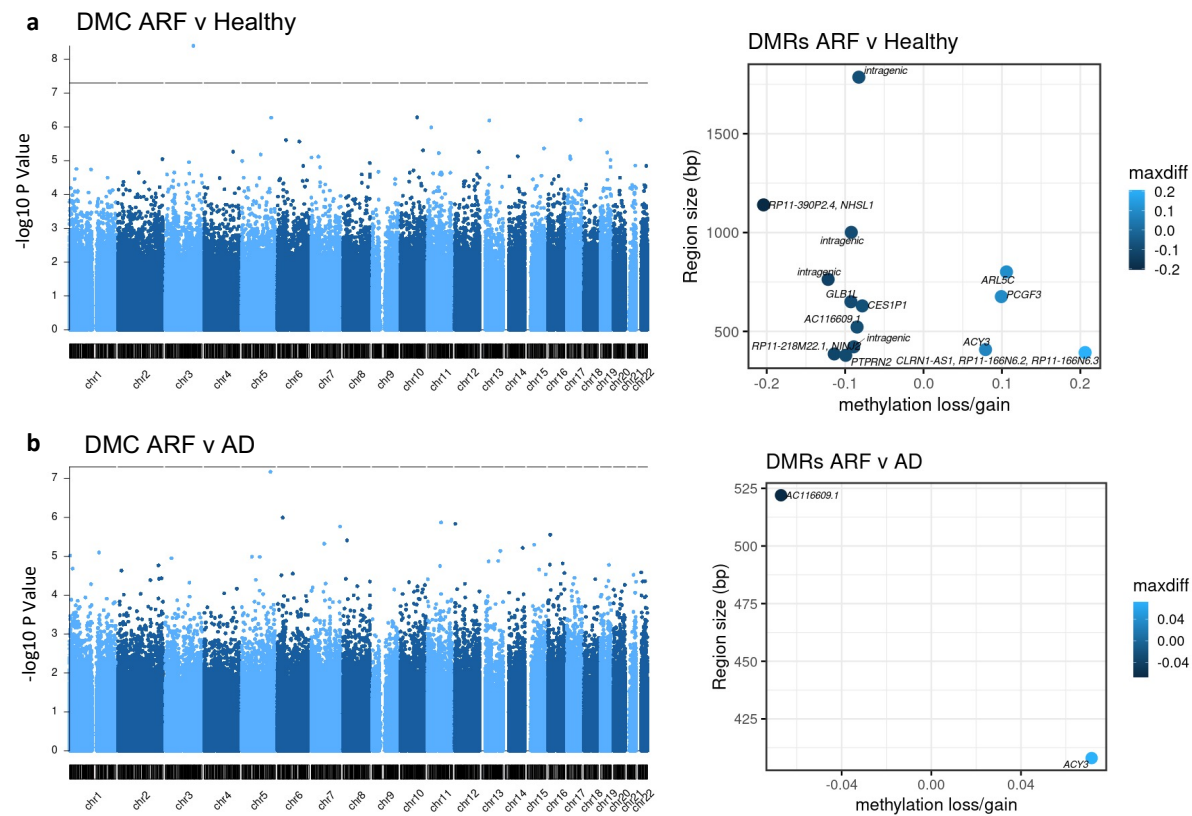 a
DMC ARF v Healthy
-log10 P Value
8
7
6
5
4
3
2
1
0
chr1 chr2 chr3 chr4 chr5 chr6 chr7 chr8 chr9 chr10 chr11 chr12 chr13 chr14 chr15 chr16 chr17 chr18 chr19 chr20 chr21 chr22
DMRs ARF v Healthy
Region size (bp)
1500
1000
500
intragenic
RP11-390P2.4, NHSL1
intragenic
intragenic
ARL5C
GLB1L
PCGF3
CES1P1
AC116609.1
intragenic
RP11-218M22.1, NINJ2
ACY3
PTPRN2
CLRN1-AS1, RP11-166N6.2, RP11-166N6.3
-0.2 -0.1 0.0 0.1 0.2
methylation loss/gain
maxdiff
0.2
0.1
0.0
-0.1
-0.2
b
DMC ARF v AD
-log10 P Value
7
6
5
4
3
2
1
0
chr1 chr2 chr3 chr4 chr5 chr6 chr7 chr8 chr9 chr10 chr11 chr12 chr13 chr14 chr15 chr16 chr17 chr18 chr19 chr20 chr21 chr22
DMRs ARF v AD
Region size (bp)
525
500
475
450
425
AC116609.1
ACY3
-0.04 0.00 0.04
methylation loss/gain
maxdiff
0.04
0.00
-0.04